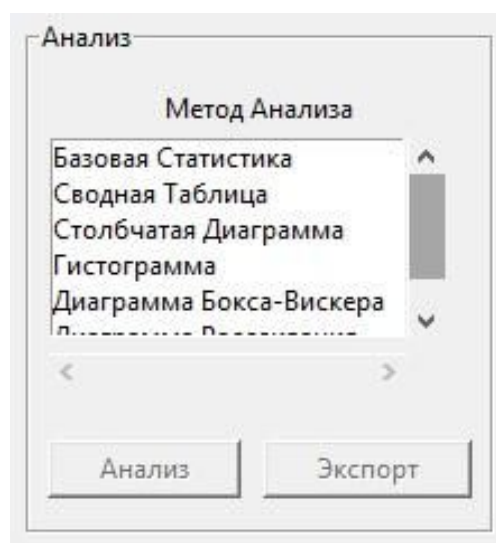 Анализ
Метод Анализа
Базовая Статистика
Сводная Таблица
Столбчатая Диаграмма
Гистограмма
Диаграмма Бокса-Вискера
Анализ
Экспорт